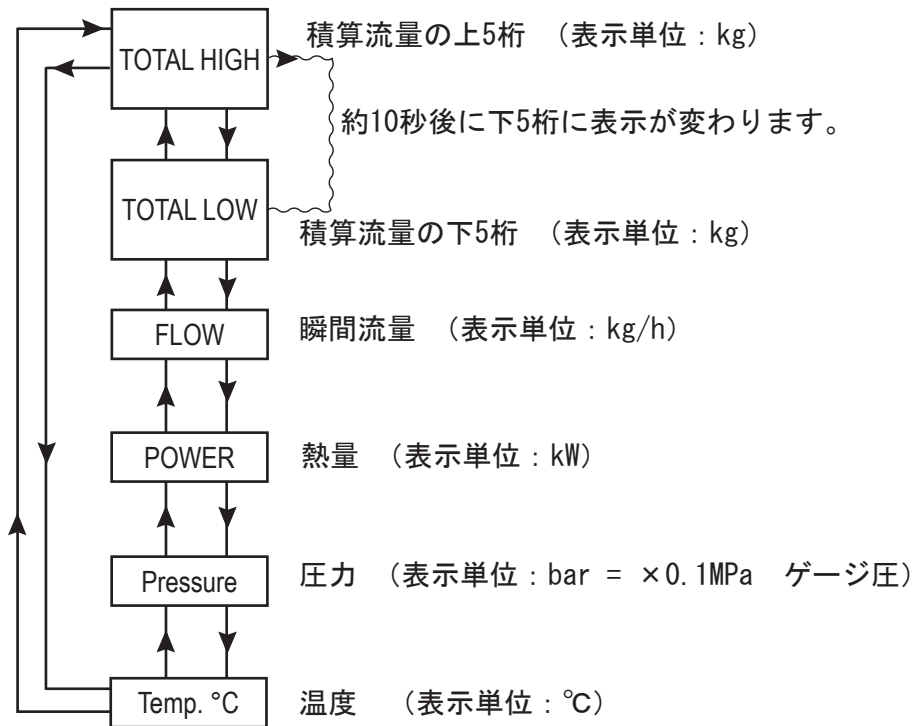 TOTAL HIGH 積算流量の上5桁 (表示単位：kg)
約10秒後に下5桁に表示が変わります。
TOTAL LOW
積算流量の下5桁 (表示単位：kg)
FLOW 瞬間流量 (表示単位：kg/h)
POWER 熱量 (表示単位：kW)
Pressure 圧力 (表示単位：bar = ×0.1MPa ゲージ圧)
Temp. °C 温度 (表示単位：℃)